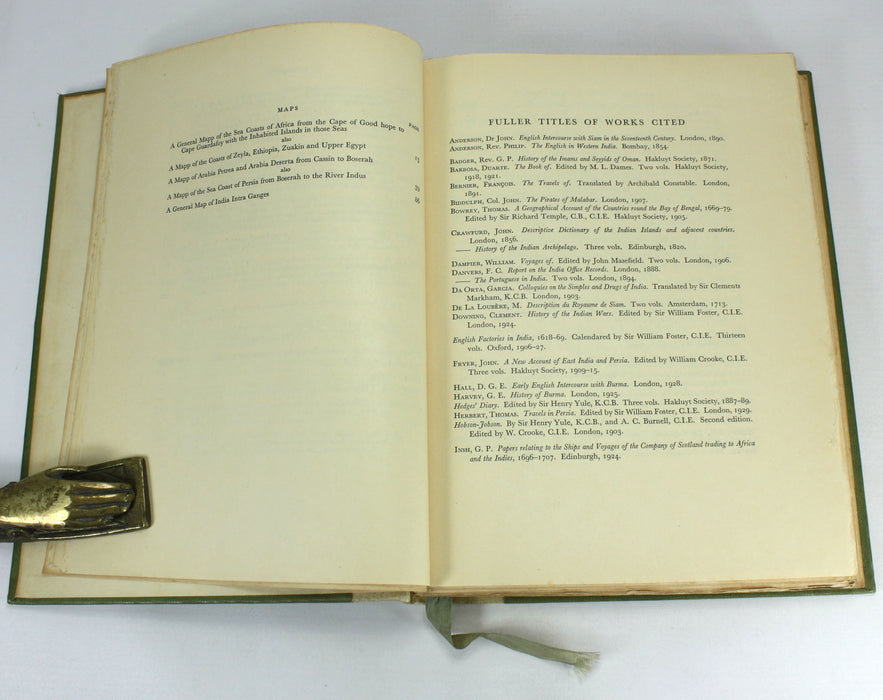 MAPS
PAGE
A General Mapp of the Sea Coasts of Africa from the Cape of Good hope to
Cape Guardafoy with the Inhabited Islands in those Seas
also
A Mapp of the Coasts of Zeyla, Ethiopia, Zuakin and Upper Egypt
A Mapp of Arabia Petrea and Arabia Deserta from Cassin to Boserah 13
also
A Mapp of the Sea Coast of Persia from Boserah to the River Indus
A General Map of India Intra Ganges
86
FULLER TITLES OF WORKS CITED
ANDERSON, Dr JOHN. English Intercourse with Siam in the Seventeenth Century. London, 1890.
ANDERSON, Rev. PHILIP. The English in Western India. Bombay, 1854.
BADGER, Rev. G. P. History of the Imams and Seyyids of Oman. Hakluyt Society, 1871.
BARBOSA, DUARTE. The Book of. Edited by M. L. Dames. Two vols. Hakluyt Society,
1918, 1921.
BERNIER, FRANÇOIS. The Travels of. Translated by Archibald Constable. London,
1891.
BIDDULPH, Col. JOHN. The Pirates of Malabar. London, 1907.
BOWREY, THOMAS. A Geographical Account of the Countries round the Bay of Bengal, 1669–79.
Edited by Sir Richard Temple, C.B., C.I.E. Hakluyt Society, 1905.
CRAWFURD, JOHN. Descriptive Dictionary of the Indian Islands and adjacent countries.
London, 1856.
—— History of the Indian Archipelago. Three vols. Edinburgh, 1820.
DAMPIER, WILLIAM. Voyages of. Edited by John Masefield. Two vols. London, 1906.
DANVERS, F. C. Report on the India Office Records. London, 1888.
—— The Portuguese in India. Two vols. London, 1894.
DA ORTA, GARCIA. Colloquies on the Simples and Drugs of India. Translated by Sir Clements
Markham, K.C.B. London, 1903.
DE LA LOUBÈRE, M. Description du Royaume de Siam. Two vols. Amsterdam, 1713.
DOWNING, CLEMENT. History of the Indian Wars. Edited by Sir William Foster, C.I.E.
London, 1924.
English Factories in India, 1618–69. Calendared by Sir William Foster, C.I.E. Thirteen
vols. Oxford, 1906–27.
FRYER, JOHN. A New Account of East India and Persia. Edited by William Crooke, C.I.E.
Three vols. Hakluyt Society, 1909–15.
HALL, D. G. E. Early English Intercourse with Burma. London, 1928.
HARVEY, G. E. History of Burma. London, 1925.
Hedges' Diary. Edited by Sir Henry Yule, K.C.B. Three vols. Hakluyt Society, 1887–89.
HERBERT, THOMAS. Travels in Persia. Edited by Sir William Foster, C.I.E. London, 1929.
Hobson-Jobson. By Sir Henry Yule, K.C.B., and A. C. Burnell, C.I.E. Second edition.
Edited by W. Crooke, C.I.E. London, 1903.
INSH, G. P. Papers relating to the Ships and Voyages of the Company of Scotland trading to Africa
and the Indies, 1696–1707. Edinburgh, 1924.